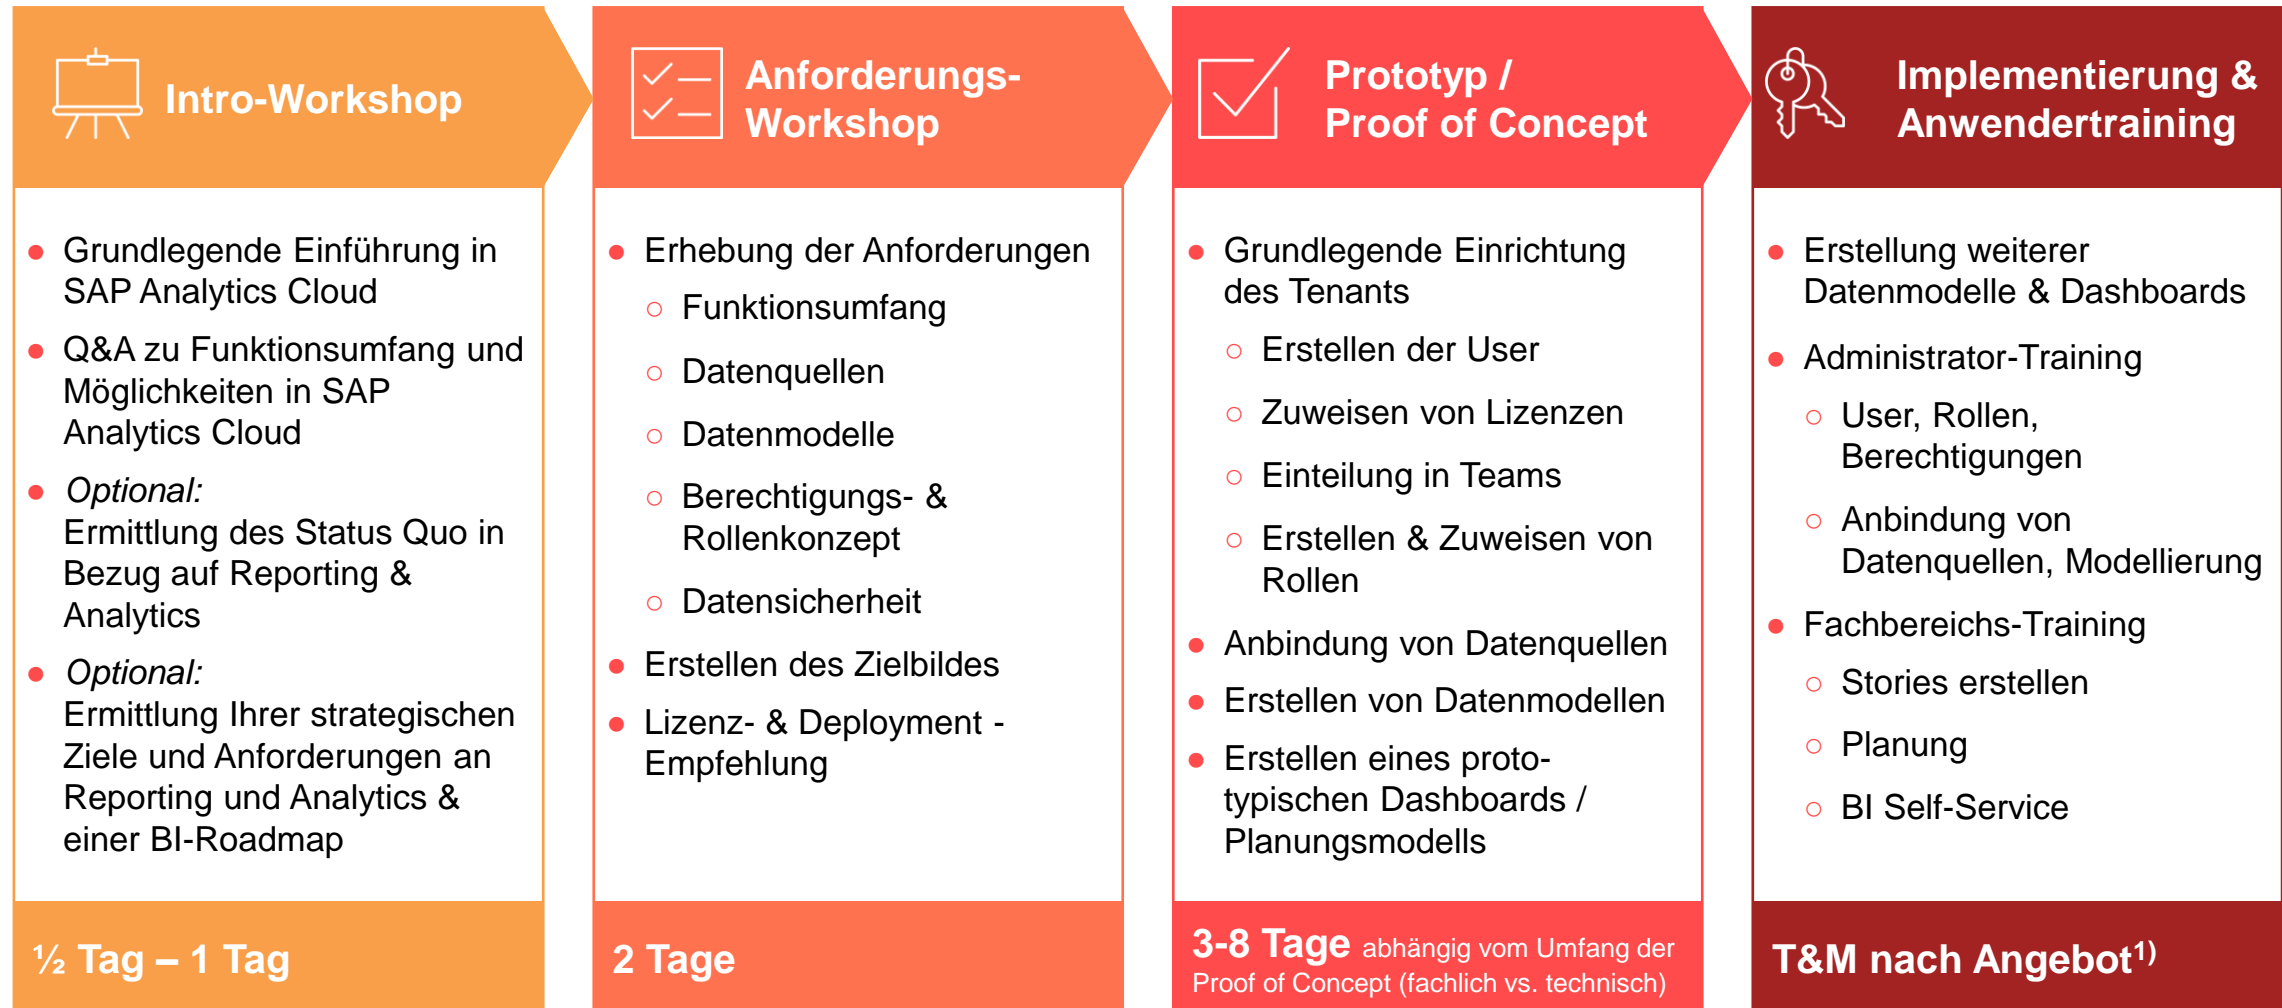 Intro-Workshop
● Grundlegende Einführung in
SAP Analytics Cloud
● Q&A zu Funktionsumfang und
Möglichkeiten in SAP
Analytics Cloud
● Optional:
Ermittlung des Status Quo in
Bezug auf Reporting &
Analytics
● Optional:
Ermittlung Ihrer strategischen
Ziele und Anforderungen an
Reporting und Analytics &
einer BI-Roadmap
½ Tag – 1 Tag
Anforderungs-
Workshop
● Erhebung der Anforderungen
○ Funktionsumfang
○ Datenquellen
○ Datenmodelle
○ Berechtigungs- &
Rollenkonzept
○ Datensicherheit
● Erstellen des Zielbildes
● Lizenz- & Deployment -
Empfehlung
2 Tage
Prototyp /
Proof of Concept
● Grundlegende Einrichtung
des Tenants
○ Erstellen der User
○ Zuweisen von Lizenzen
○ Einteilung in Teams
○ Erstellen & Zuweisen von
Rollen
● Anbindung von Datenquellen
● Erstellen von Datenmodellen
● Erstellen eines proto-
typischen Dashboards /
Planungsmodells
3-8 Tage abhängig vom Umfang der
Proof of Concept (fachlich vs. technisch)
Implementierung &
Anwendertraining
● Erstellung weiterer
Datenmodelle & Dashboards
● Administrator-Training
○ User, Rollen,
Berechtigungen
○ Anbindung von
Datenquellen, Modellierung
● Fachbereichs-Training
○ Stories erstellen
○ Planung
○ BI Self-Service
T&M nach Angebot1)